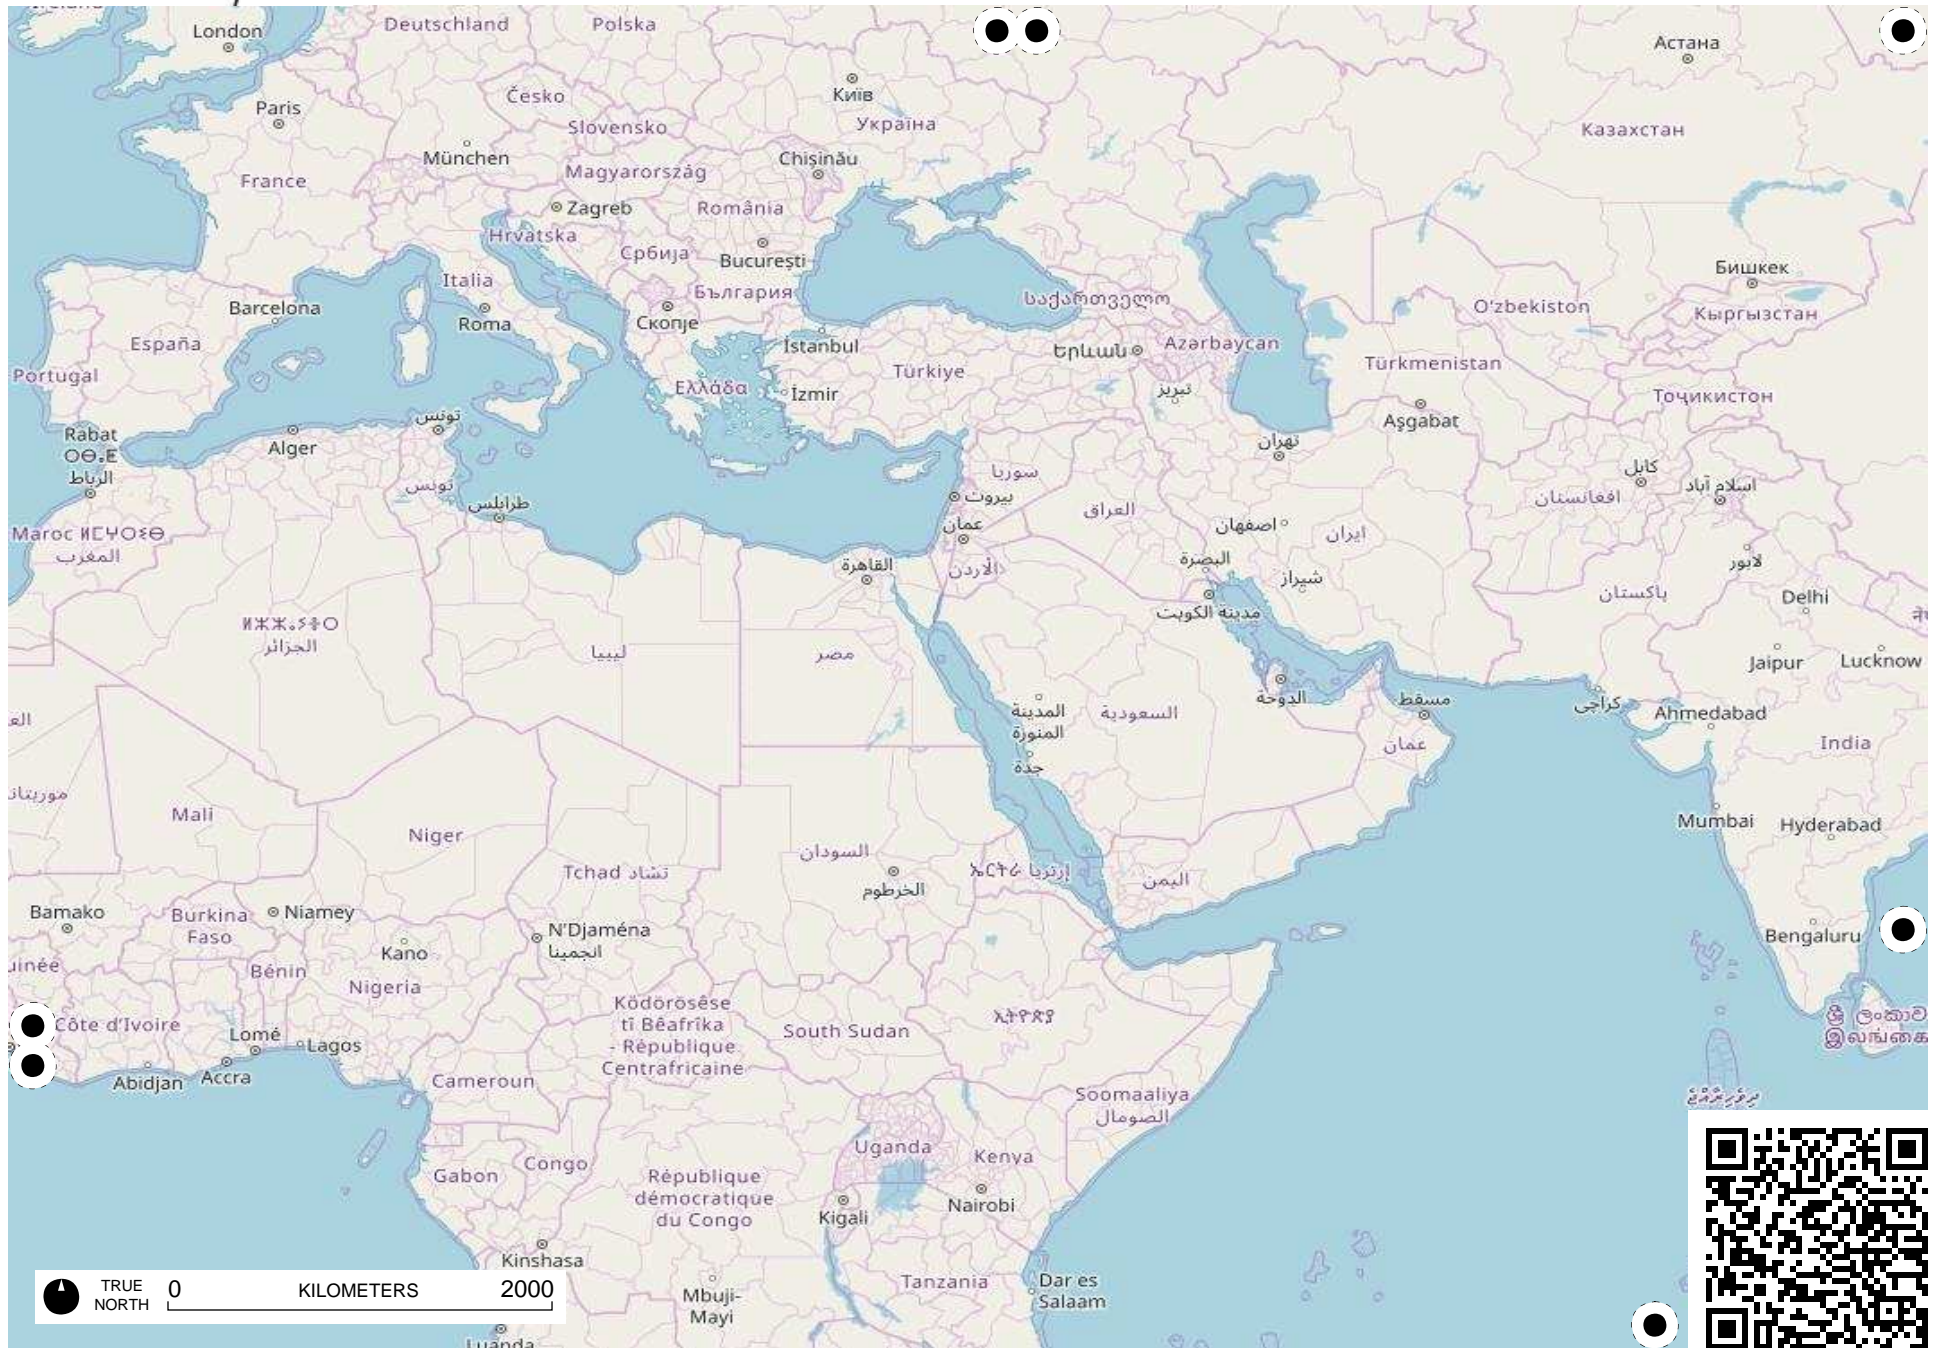 London
Deutschland
Polska
Астана
Česko
Київ
Paris
Україна
Slovensko
Казахстан
München
Chișinău
Magyarország
France
Zagreb
România
Hrvatska
Србија
București
Бишкек
Italia
България
Barcelona
საქართველო
Oʻzbekiston
Кыргызстан
Roma
Скопје
España
İstanbul
Երևան
Azərbaycan
Türkmenistan
Portugal
Türkiye
Ελλάδα
İzmir
تبریز
Тоҷикистон
تونس
Aşgabat
Rabat
ⵔⴱⴰⵟ
الرباط
Alger
تهران
سوريا
کابل
اسلام آباد
تونس
بيروت
افغانستان
طرابلس
العراق
عمان
اصفهان
ایران
Maroc ⵍⵎⵖⵔⵉⴱ
المغرب
القاهرة
الأردن
البصرة
شیراز
لاہور
Delhi
پاکستان
مدينة الكويت
ⵍⵣⵣⴰⵢⵔ
الجزائر
ليبيا
مصر
Jaipur
Lucknow
الدوحة
مسقط
کراچی
المدينة
المنورة
السعودية
Ahmedabad
عمان
India
جدة
Mali
Niger
Mumbai
Hyderabad
السودان
Tchad تشاد
ኤርትራ إرتريا
اليمن
الخرطوم
Bamako
Burkina
Faso
Niamey
N'Djaména
انجمينا
Kano
Bengaluru
Bénin
Nigeria
Ködörösêse
tî Bêafrîka
- République
Centrafricaine
Côte d'Ivoire
Lomé
Lagos
South Sudan
ኢትዮጵያ
Abidjan
Accra
Cameroun
Soomaaliya
الصومال
ދިވެހިރާއްޖެ
Uganda
Kenya
Gabon
Congo
République
démocratique
du Congo
Kigali
Nairobi
Kinshasa
Tanzania
Dar es
Salaam
Mbuji-
Mayi
Luanda
TRUE
NORTH
0 KILOMETERS 2000